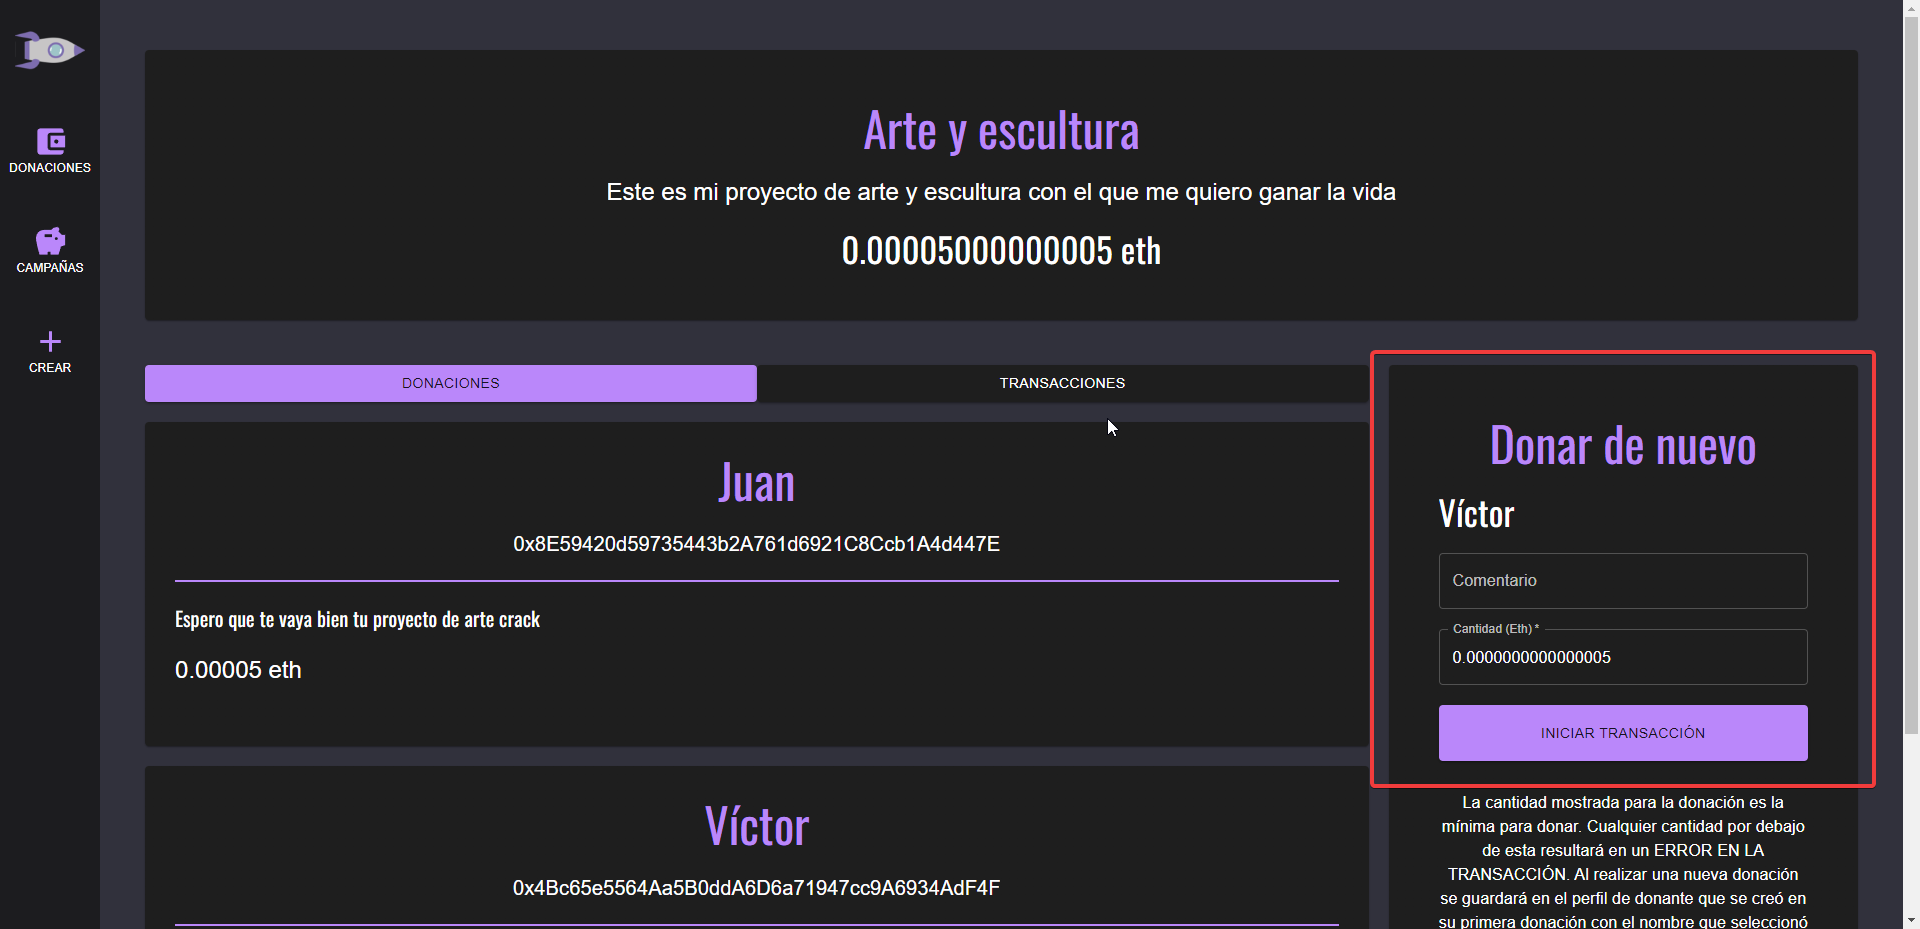 DONACIONES
CAMPAÑAS
CREAR
Arte y escultura
Este es mi proyecto de arte y escultura con el que me quiero ganar la vida
0.00005000000005 eth
DONACIONES
TRANSACCIONES
Juan
0x8E59420d59735443b2A761d6921C8Ccb1A4d447E
Espero que te vaya bien tu proyecto de arte crack
0.00005 eth
Víctor
0x4Bc65e5564Aa5B0ddA6D6a71947cc9A6934AdF4F
Donar de nuevo
Víctor
Comentario
Cantidad (Eth) *
0.0000000000000005
INICIAR TRANSACCIÓN
La cantidad mostrada para la donación es la
mínima para donar. Cualquier cantidad por debajo
de esta resultará en un ERROR EN LA
TRANSACCIÓN. Al realizar una nueva donación
se guardará en el perfil de donante que se creó en
su primera donación con el nombre que seleccionó